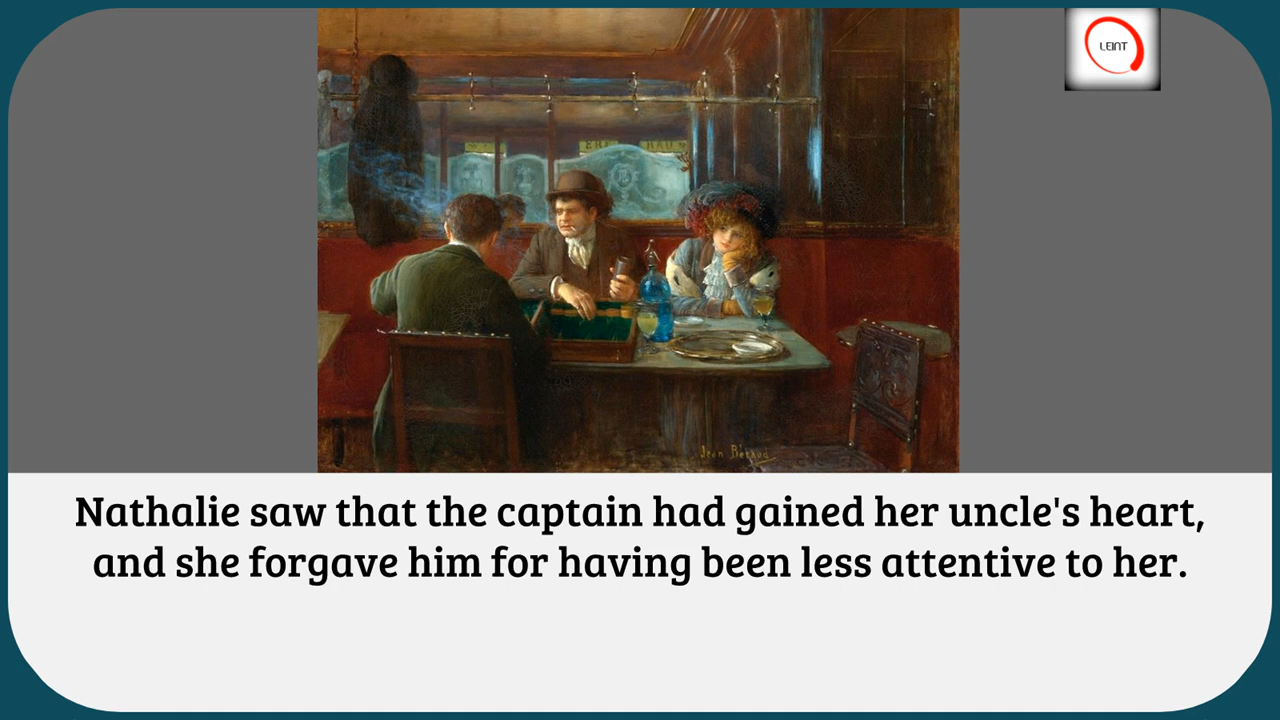 LEINT
Jean Béraud
Nathalie saw that the captain had gained her uncle's heart,
and she forgave him for having been less attentive to her.